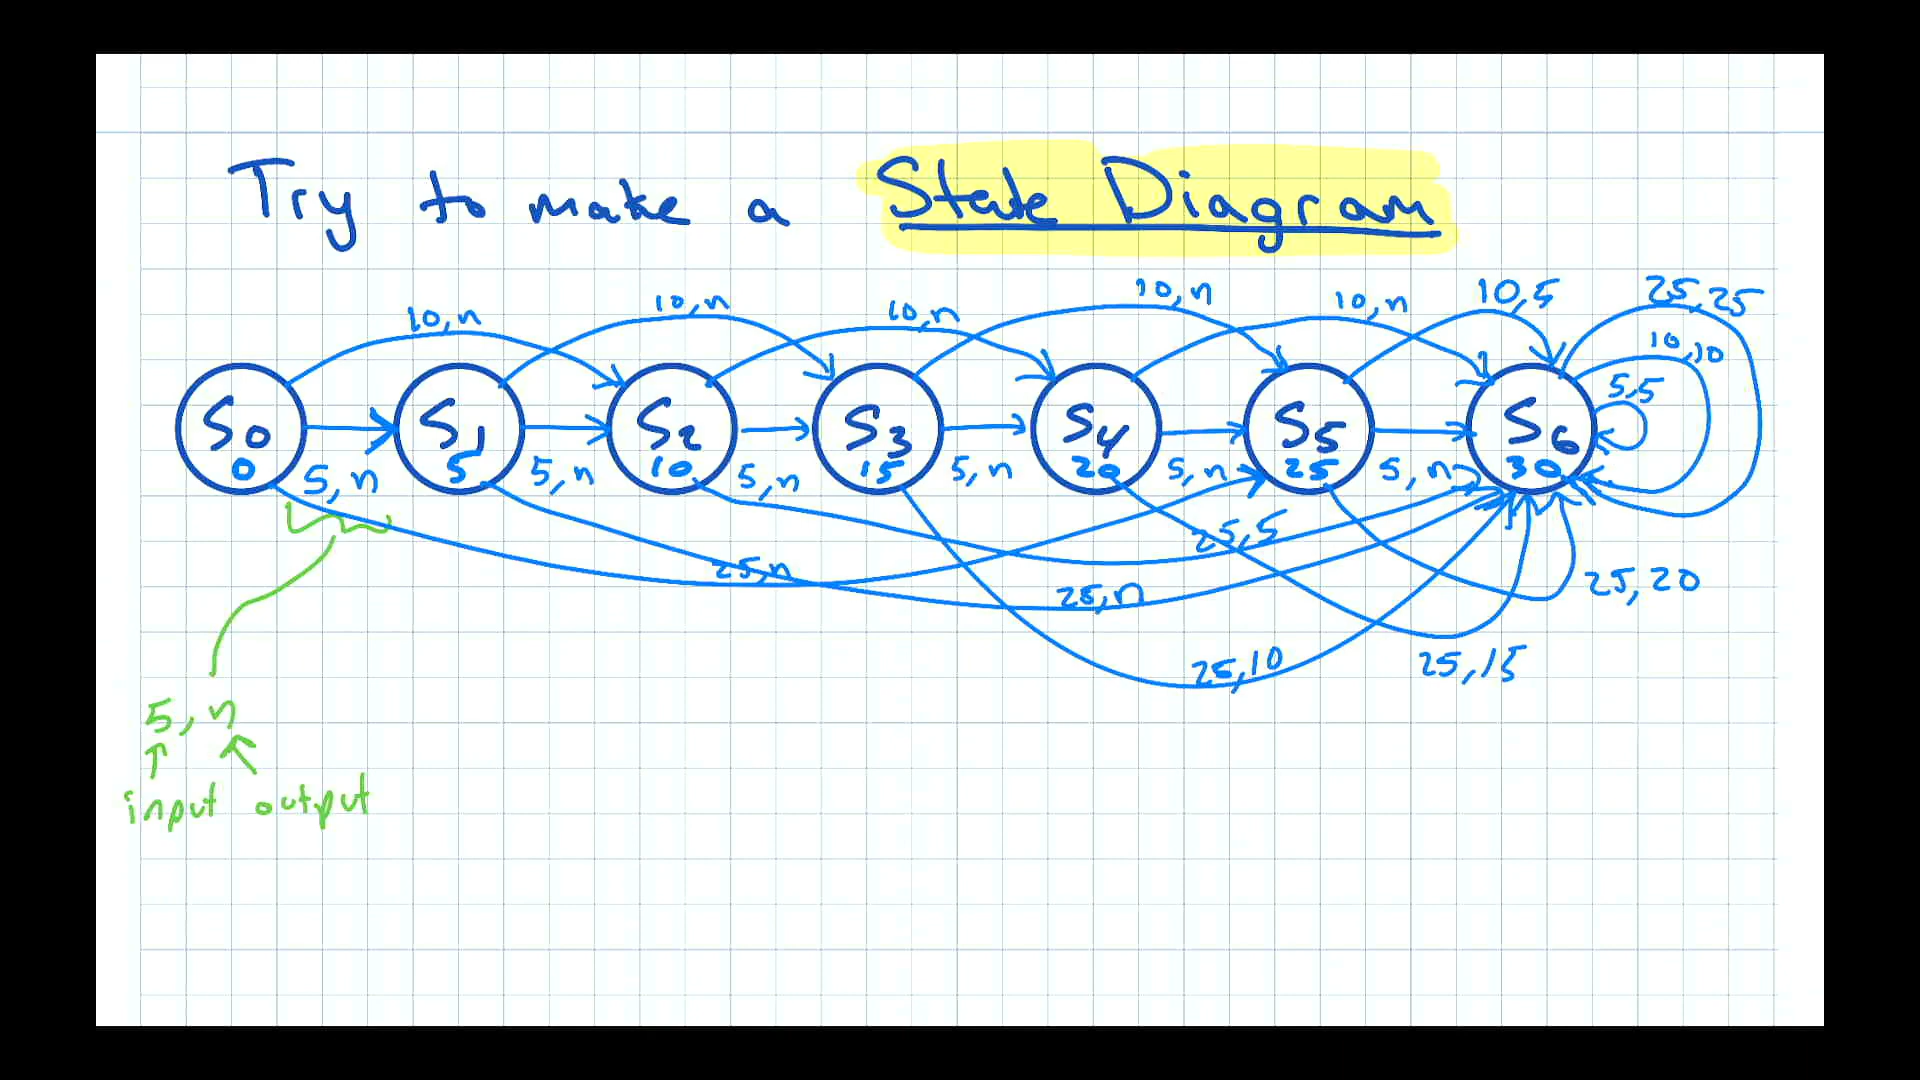 Try to make a State Diagram
10,n 10,n 10,n 10,n 10,n 10,5 25,25
10,10
5,5
S0 S1 S2 S3 S4 S5 S6
0 5 10 15 20 25 30
5,n 5,n 5,n 5,n 5,n 5,n
25,5
25,n 25,20
25,n
25,10 25,15
5,n
input output